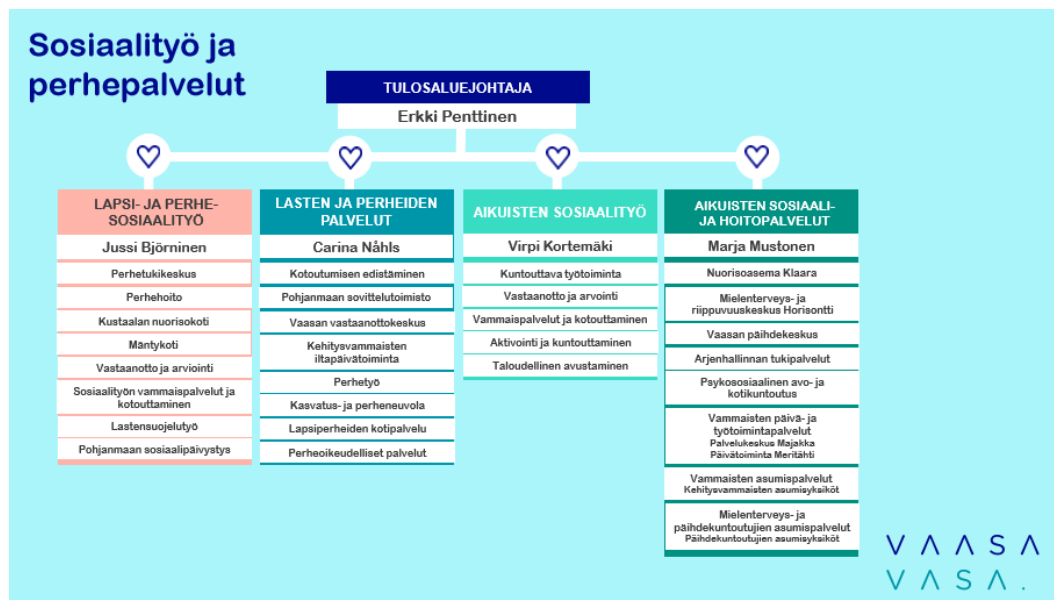 Sosiaalityö ja
perhepalvelut
TULOSALUEJOHTAJA
Erkki Penttinen
LAPSI- JA PERHE-
SOSIAALITYÖ
Jussi Björninen
Perhetukikeskus
Perhehoito
Kustaalan nuorisokoti
Mäntykoti
Vastaanotto ja arviointi
Sosiaalityön vammaispalvelut ja
kotouttaminen
Lastensuojelutyö
Pohjanmaan sosiaalipäivystys
LASTEN JA PERHEIDEN
PALVELUT
Carina Nåhls
Kotoutumisen edistäminen
Pohjanmaan sovittelutoimisto
Vaasan vastaanottokeskus
Kehitysvammaisten
iltapäivätoiminta
Perhetyö
Kasvatus- ja perheneuvola
Lapsiperheiden kotipalvelu
Perheoikeudelliset palvelut
AIKUISTEN SOSIAALITYÖ
Virpi Kortemäki
Kuntouttava työtoiminta
Vastaanotto ja arvointi
Vammaispalvelut ja kotouttaminen
Aktivointi ja kuntouttaminen
Taloudellinen avustaminen
AIKUISTEN SOSIAALI-
JA HOITOPALVELUT
Marja Mustonen
Nuorisoasema Klaara
Mielenterveys- ja
riippuvuuskeskus Horisontti
Vaasan päihdekeskus
Arjenhallinnan tukipalvelut
Psykososiaalinen avo- ja
kotikuntoutus
Vammaisten päivä- ja
työtoimintapalvelut
Palvelukeskus Majakka
Päivätoiminta Meritähti
Vammaisten asumispalvelut
Kehitysvammaisten asumisyksiköt
Mielenterveys- ja
päihdekuntoutujien asumispalvelut
Päihdekuntoutujien asumisyksiköt
VAASA
VASA.